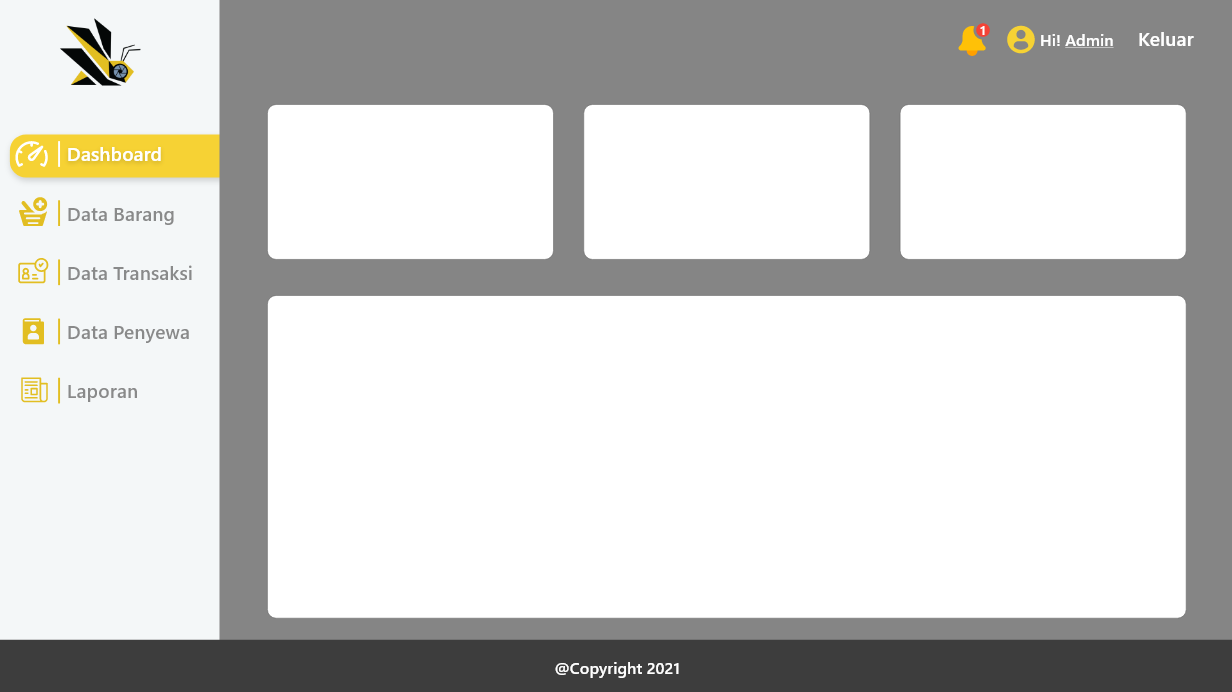 1
Hi! Admin
Keluar
Dashboard
Data Barang
Data Transaksi
Data Penyewa
Laporan
@Copyright 2021